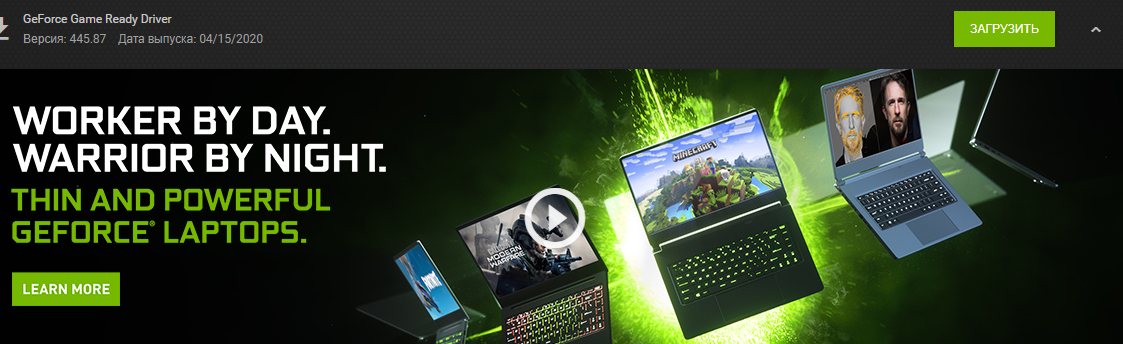 GeForce Game Ready Driver
Версия: 445.87 Дата выпуска: 04/15/2020
ЗАГРУЗИТЬ
WORKER BY DAY.
WARRIOR BY NIGHT.
THIN AND POWERFUL
GEFORCE® LAPTOPS.
LEARN MORE
MODERN
WARFARE
MINECRAFT